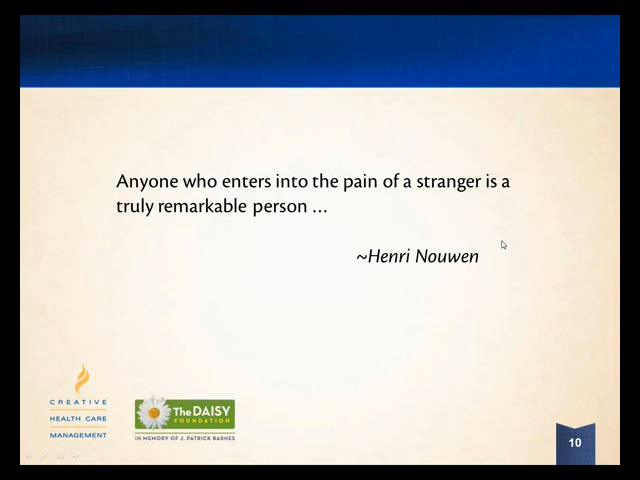 Anyone who enters into the pain of a stranger is a
truly remarkable person ...
~Henri Nouwen
CREATIVE
HEALTH CARE
MANAGEMENT
The DAISY
FOUNDATION
IN MEMORY OF J. PATRICK BARNES
10